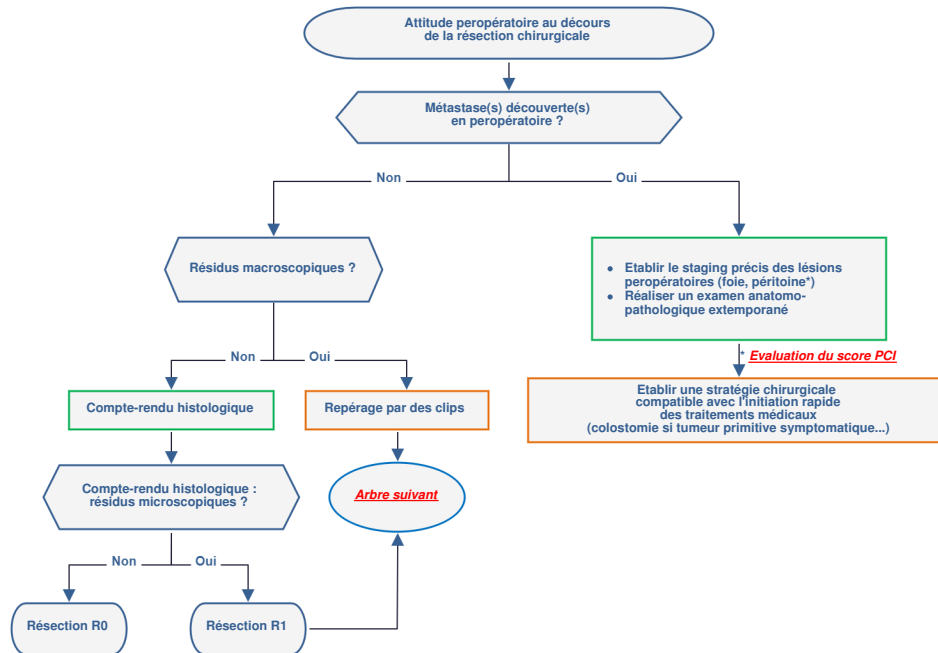 Attitude peropératoire au décours
de la résection chirurgicale
Métastase(s) découverte(s)
en peropératoire ?
Non
Oui
Résidus macroscopiques ?
● Etablir le staging précis des lésions
peropératoires (foie, péritoine*)
● Réaliser un examen anatomo-
pathologique extemporané
Non
Oui
* Evaluation du score PCI
Compte-rendu histologique
Repérage par des clips
Etablir une stratégie chirurgicale
compatible avec l'initiation rapide
des traitements médicaux
(colostomie si tumeur primitive symptomatique...)
Compte-rendu histologique :
résidus microscopiques ?
Arbre suivant
Non
Oui
Résection R0
Résection R1